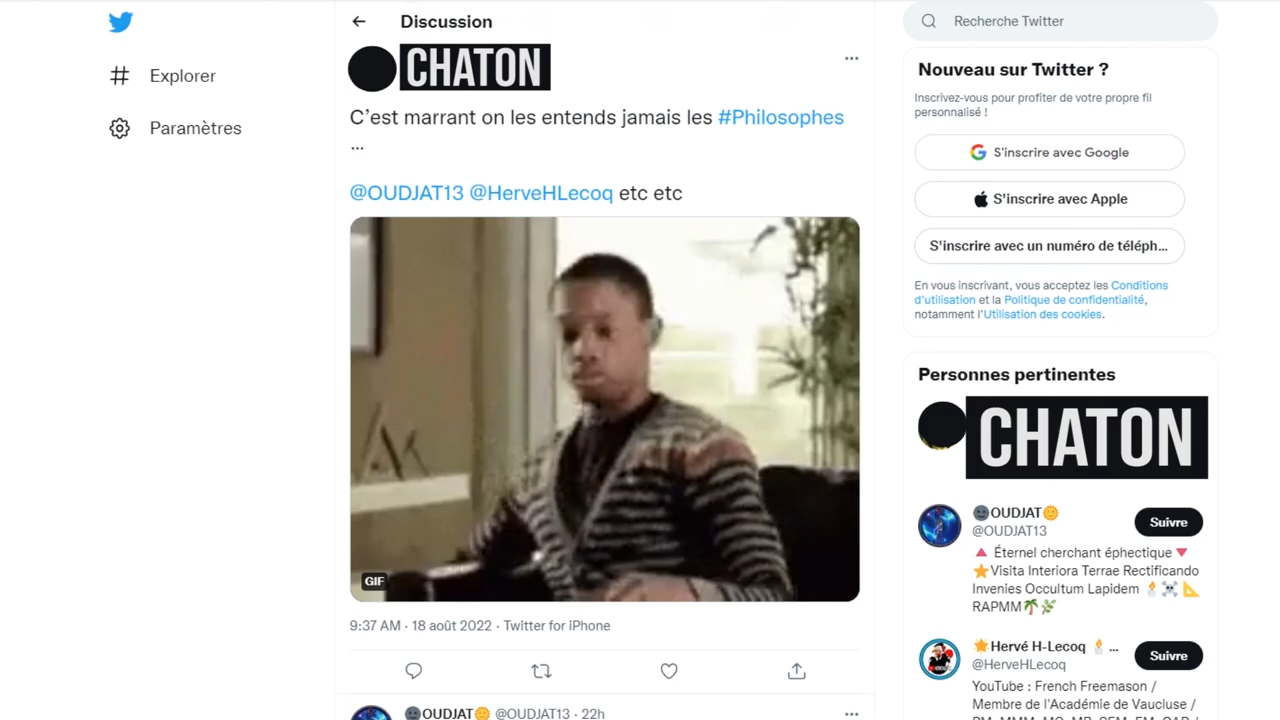 Discussion
Recherche Twitter
Explorer
Paramètres
CHATON
C’est marrant on les entends jamais les #Philosophes
...
@OUDJAT13 @HerveHLecoq etc etc
GIF
9:37 AM · 18 août 2022 · Twitter for iPhone
OUDJAT @OUDJAT13 · 22h
Nouveau sur Twitter ?
Inscrivez-vous pour profiter de votre propre fil
personnalisé !
S'inscrire avec Google
S'inscrire avec Apple
S'inscrire avec un numéro de téléph...
En vous inscrivant, vous acceptez les Conditions
d'utilisation et la Politique de confidentialité,
notamment l'Utilisation des cookies.
Personnes pertinentes
CHATON
OUDJAT
@OUDJAT13
Suivre
🔺 Éternel cherchant éphectique 🔻
⭐Visita Interiora Terrae Rectificando
Invenies Occultum Lapidem 🕯️☠️📐
RAPMM🌴🌿
Hervé H-Lecoq 🕯️ ...
@HerveHLecoq
Suivre
YouTube : French Freemason /
Membre de l'Académie de Vaucluse /